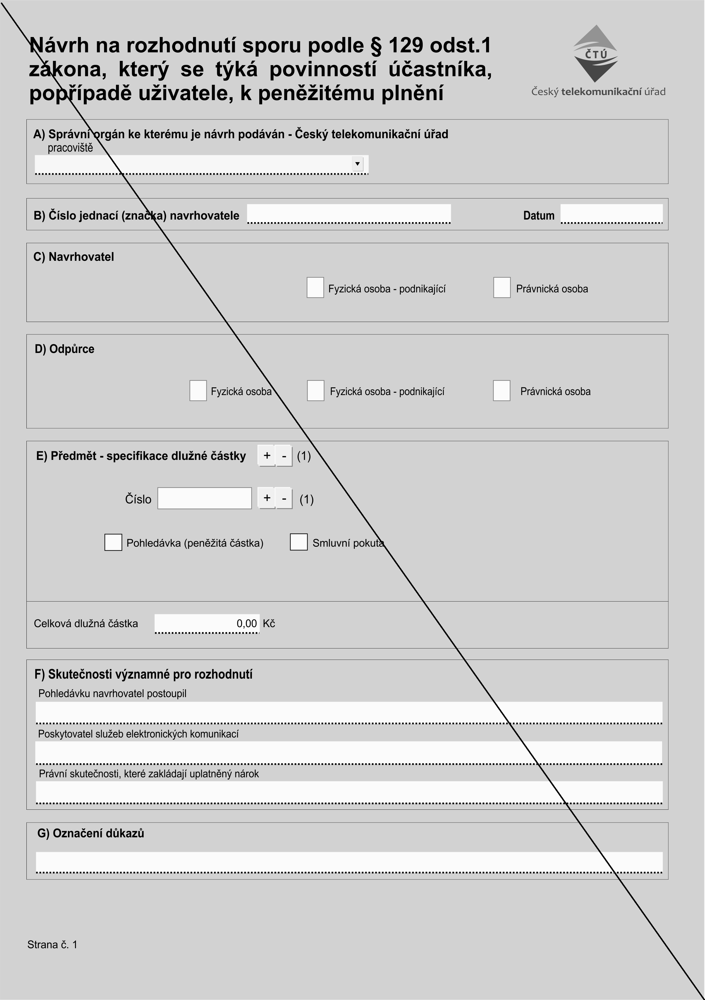 Návrh na rozhodnutí sporu podle § 129 odst.1
zákona, který se týká povinností účastníka,
popřípadě uživatele, k peněžitému plnění
ČTÚ
Český telekomunikační úřad
A) Správní orgán ke kterému je návrh podáván - Český telekomunikační úřad
pracoviště
B) Číslo jednací (značka) navrhovatele
Datum
C) Navrhovatel
Fyzická osoba - podnikající
Právnická osoba
D) Odpůrce
Fyzická osoba
Fyzická osoba - podnikající
Právnická osoba
E) Předmět - specifikace dlužné částky + - (1)
Číslo + - (1)
Pohledávka (peněžitá částka)
Smluvní pokuta
Celková dlužná částka 0,00 Kč
F) Skutečnosti významné pro rozhodnutí
Pohledávku navrhovatel postoupil
Poskytovatel služeb elektronických komunikací
Právní skutečnosti, které zakládají uplatněný nárok
G) Označení důkazů
Strana č. 1